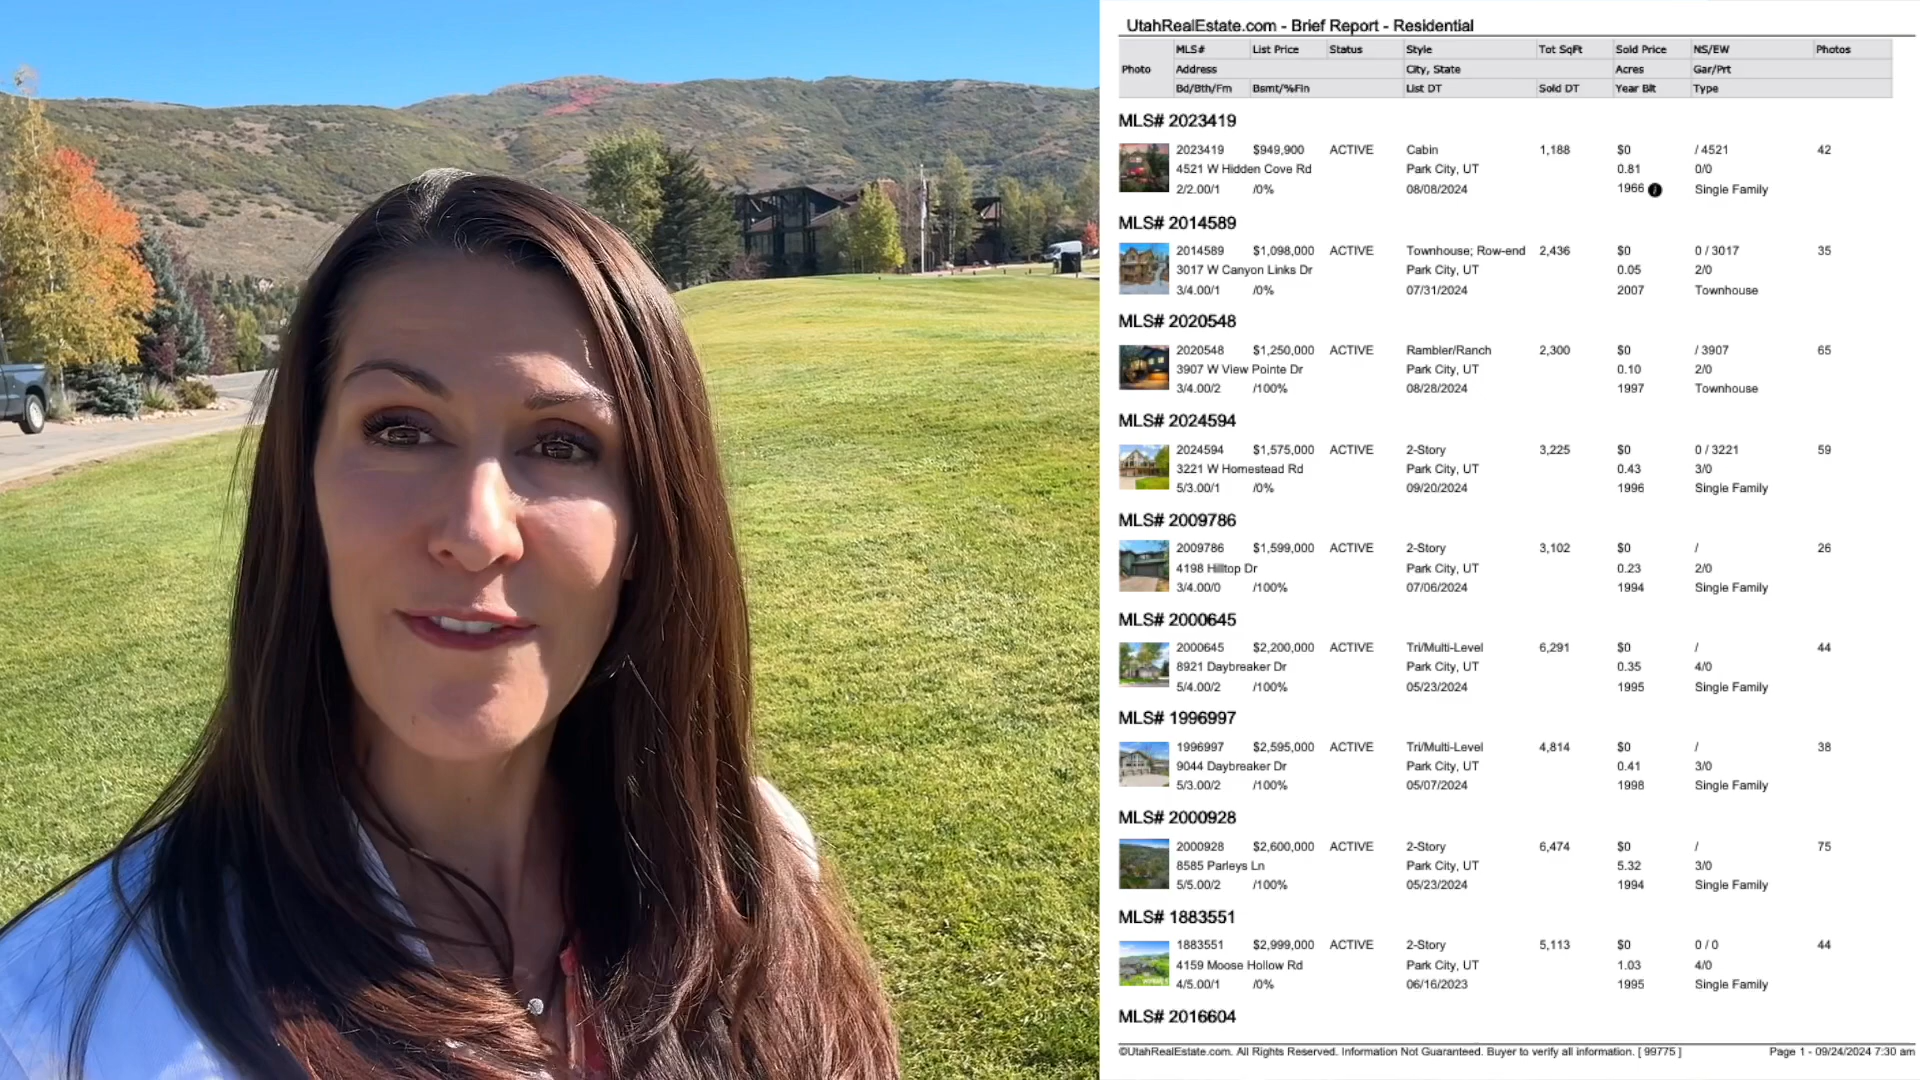 UtahRealEstate.com - Brief Report - Residential
MLS# List Price Status Style Tot SqFt Sold Price NS/EW Photos
Photo Address City, State Acres Gar/Prt
Bd/Bth/Fm Bsmt/%Fin List DT Sold DT Year Blt Type
MLS# 2023419
2023419 $949,900 ACTIVE Cabin 1,188 $0 / 4521 42
4521 W Hidden Cove Rd Park City, UT 0.81 0/0
2/2.00/1 /0% 08/08/2024 1966 i Single Family
MLS# 2014589
2014589 $1,098,000 ACTIVE Townhouse; Row-end 2,436 $0 0 / 3017 35
3017 W Canyon Links Dr Park City, UT 0.05 2/0
3/4.00/1 /0% 07/31/2024 2007 Townhouse
MLS# 2020548
2020548 $1,250,000 ACTIVE Rambler/Ranch 2,300 $0 / 3907 65
3907 W View Pointe Dr Park City, UT 0.10 2/0
3/4.00/2 /100% 08/28/2024 1997 Townhouse
MLS# 2024594
2024594 $1,575,000 ACTIVE 2-Story 3,225 $0 0 / 3221 59
3221 W Homestead Rd Park City, UT 0.43 3/0
5/3.00/1 /0% 09/20/2024 1996 Single Family
MLS# 2009786
2009786 $1,599,000 ACTIVE 2-Story 3,102 $0 / 26
4198 Hilltop Dr Park City, UT 0.23 2/0
3/4.00/0 /100% 07/06/2024 1994 Single Family
MLS# 2000645
2000645 $2,200,000 ACTIVE Tri/Multi-Level 6,291 $0 / 44
8921 Daybreaker Dr Park City, UT 0.35 4/0
5/4.00/2 /100% 05/23/2024 1995 Single Family
MLS# 1996997
1996997 $2,595,000 ACTIVE Tri/Multi-Level 4,814 $0 / 38
9044 Daybreaker Dr Park City, UT 0.41 3/0
5/3.00/2 /100% 05/07/2024 1998 Single Family
MLS# 2000928
2000928 $2,600,000 ACTIVE 2-Story 6,474 $0 / 75
8585 Parleys Ln Park City, UT 5.32 3/0
5/5.00/2 /100% 05/23/2024 1994 Single Family
MLS# 1883551
1883551 $2,999,000 ACTIVE 2-Story 5,113 $0 0 / 0 44
4159 Moose Hollow Rd Park City, UT 1.03 4/0
4/5.00/1 /0% 06/16/2023 1995 Single Family
MLS# 2016604
©UtahRealEstate.com. All Rights Reserved. Information Not Guaranteed. Buyer to verify all information. [ 99775 ] Page 1 - 09/24/2024 7:30 am